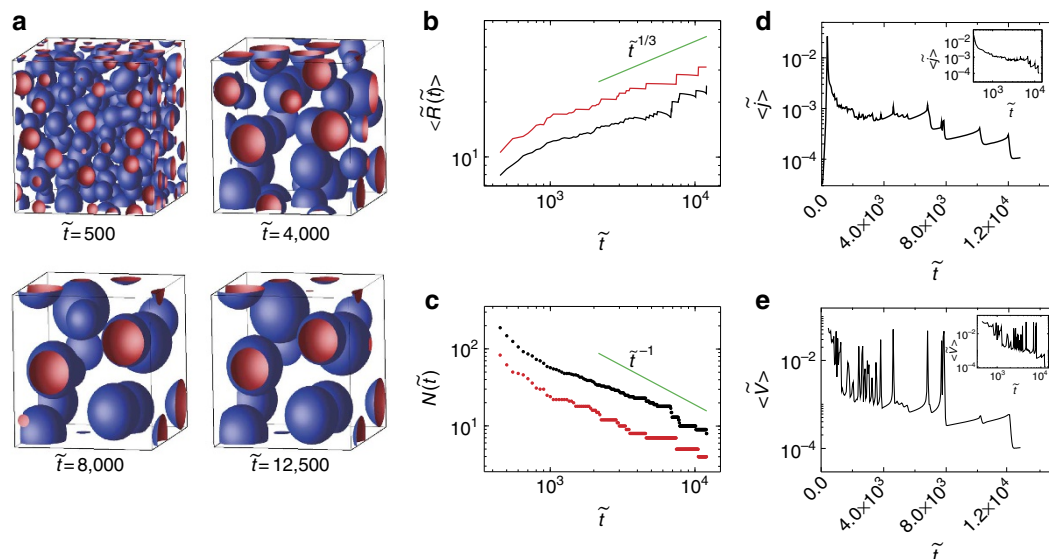 a
t̃=500
t̃=4,000
t̃=8,000
t̃=12,500
b
<R̃(t̃)>
t̃^1/3
10^1
10^3
10^4
t̃
c
N(t̃)
t̃^−1
10^2
10^1
10^3
10^4
t̃
d
<j̃>
10^−2
10^−3
10^−4
0.0
4.0×10^3
8.0×10^3
1.2×10^4
t̃
<j̃>
10^−2
10^−3
10^−4
10^3
10^4
t̃
e
<ṽ>
10^−2
10^−4
0.0
4.0×10^3
8.0×10^3
1.2×10^4
t̃
<ṽ>
10^−2
10^−4
10^3
10^4
t̃